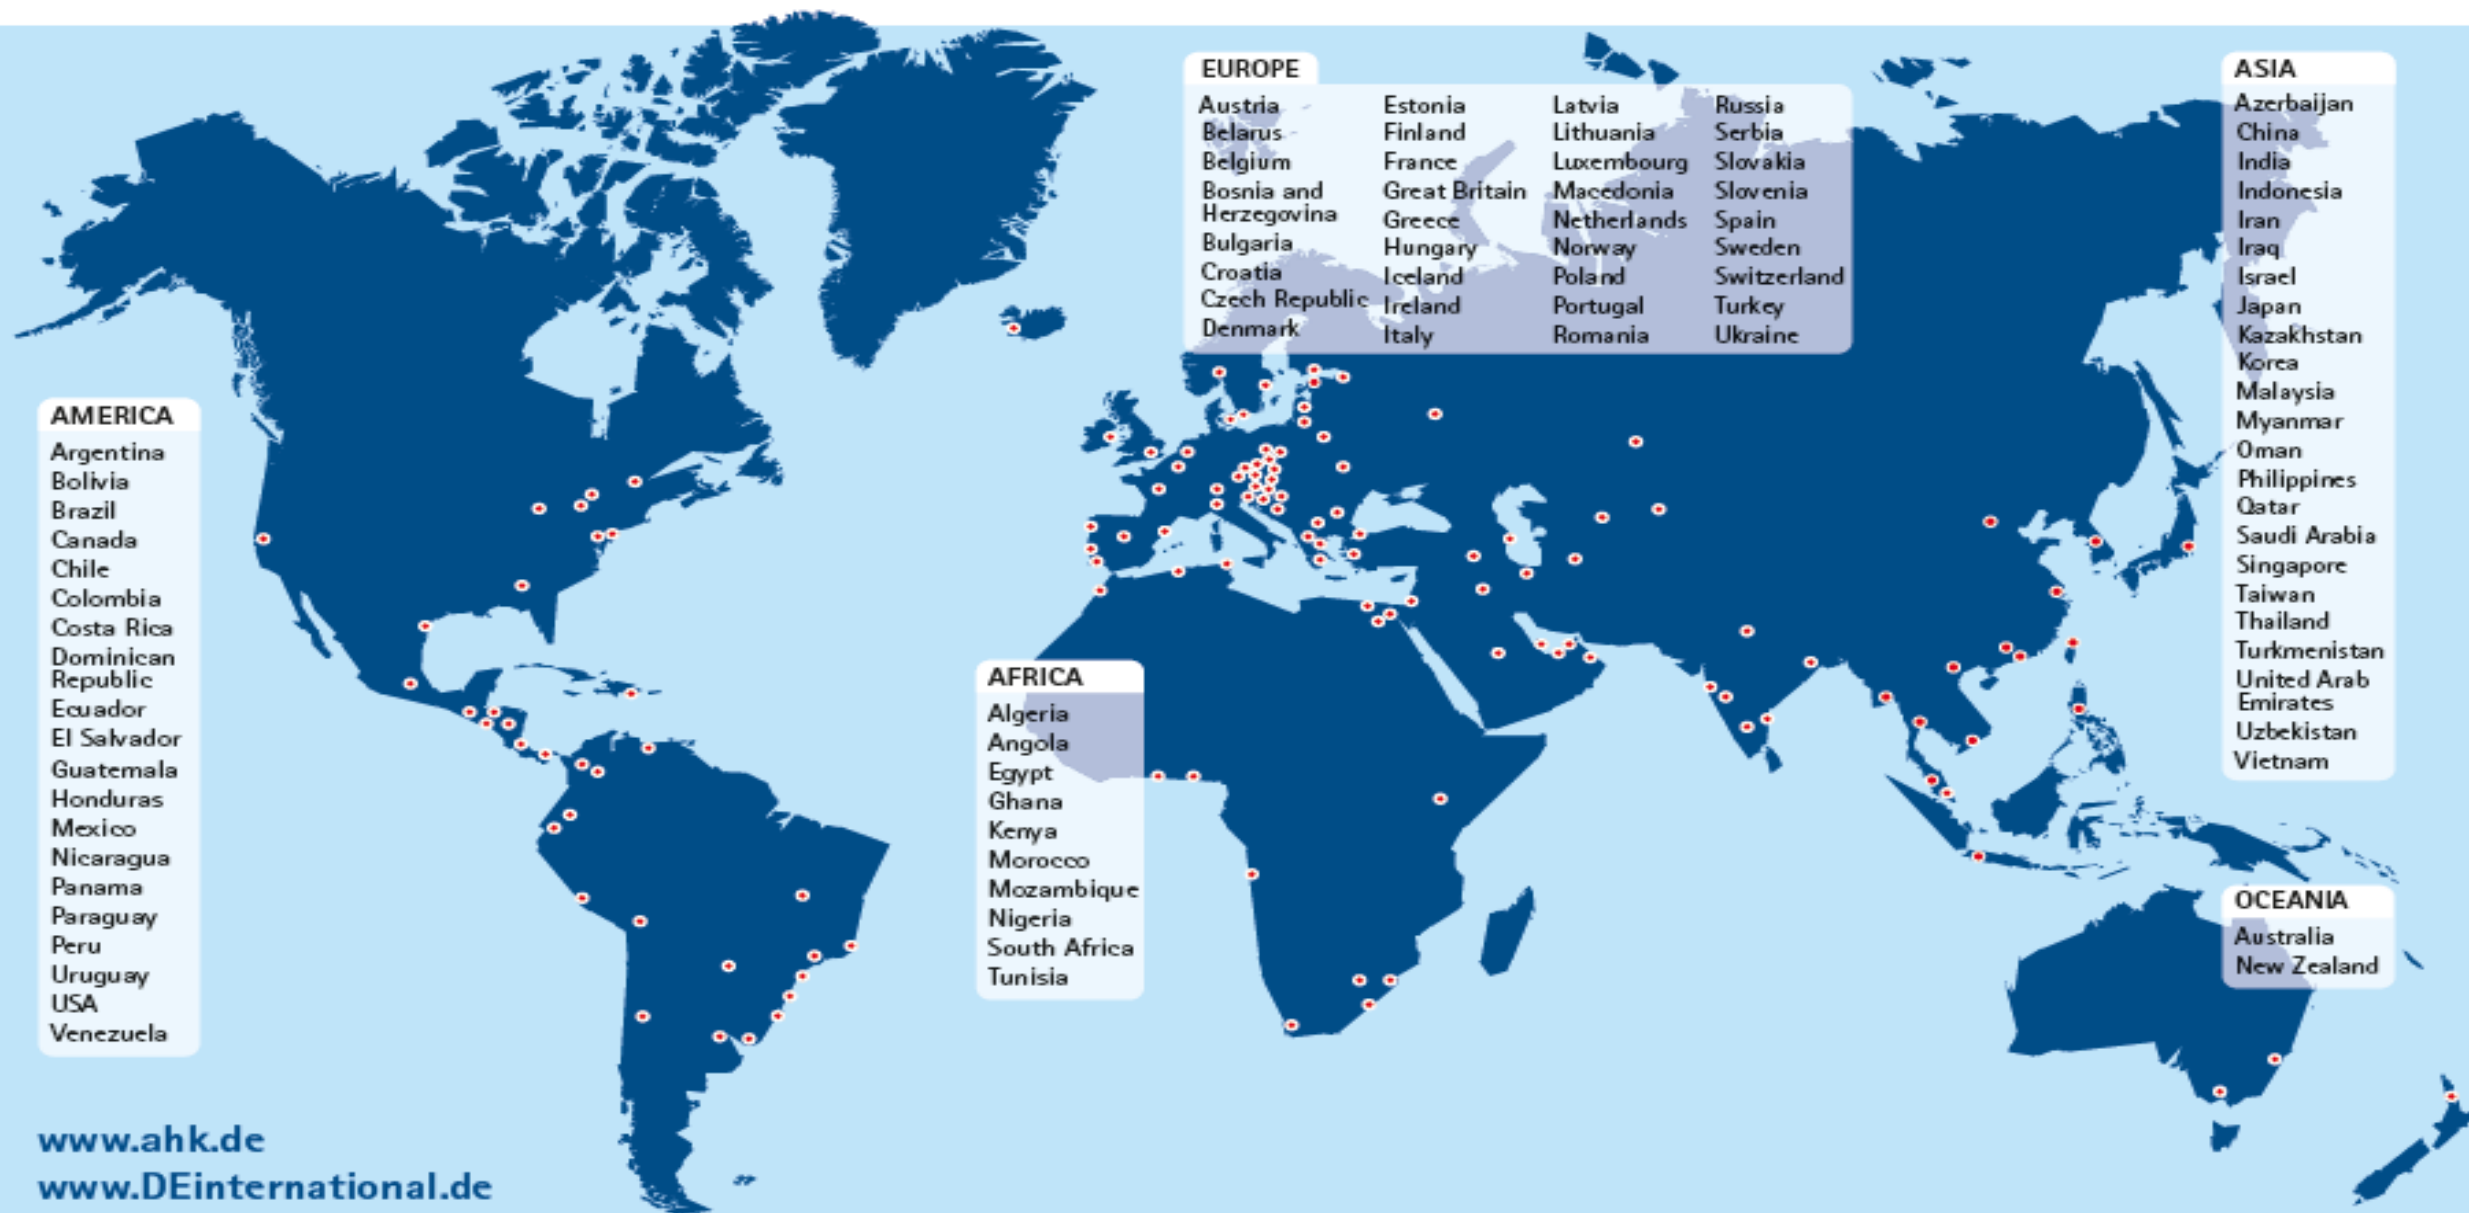 EUROPE
Austria
Belarus
Belgium
Bosnia and
Herzegovina
Bulgaria
Croatia
Czech Republic
Denmark
Estonia
Finland
France
Great Britain
Greece
Hungary
Iceland
Ireland
Italy
Latvia
Lithuania
Luxembourg
Macedonia
Netherlands
Norway
Poland
Portugal
Romania
Russia
Serbia
Slovakia
Slovenia
Spain
Sweden
Switzerland
Turkey
Ukraine
ASIA
Azerbaijan
China
India
Indonesia
Iran
Iraq
Israel
Japan
Kazakhstan
Korea
Malaysia
Myanmar
Oman
Philippines
Qatar
Saudi Arabia
Singapore
Taiwan
Thailand
Turkmenistan
United Arab
Emirates
Uzbekistan
Vietnam
AMERICA
Argentina
Bolivia
Brazil
Canada
Chile
Colombia
Costa Rica
Dominican
Republic
Ecuador
El Salvador
Guatemala
Honduras
Mexico
Nicaragua
Panama
Paraguay
Peru
Uruguay
USA
Venezuela
AFRICA
Algeria
Angola
Egypt
Ghana
Kenya
Morocco
Mozambique
Nigeria
South Africa
Tunisia
OCEANIA
Australia
New Zealand
www.ahk.de
www.DEinternational.de